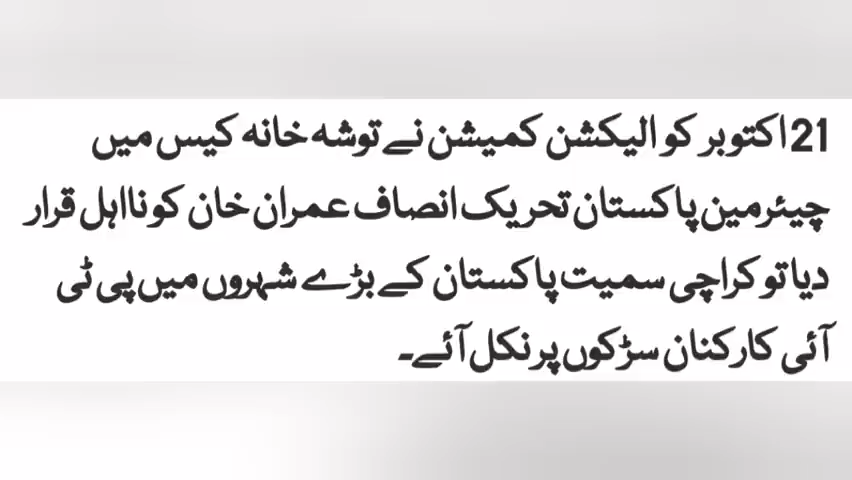 21 اکتوبر کو الیکشن کمیشن نے توشہ خانہ کیس میں
چیئرمین پاکستان تحریک انصاف عمران خان کو نااہل قرار
دیا تو کراچی سمیت پاکستان کے بڑے شہروں میں پی ٹی
آئی کارکنان سڑکوں پر نکل آئے۔